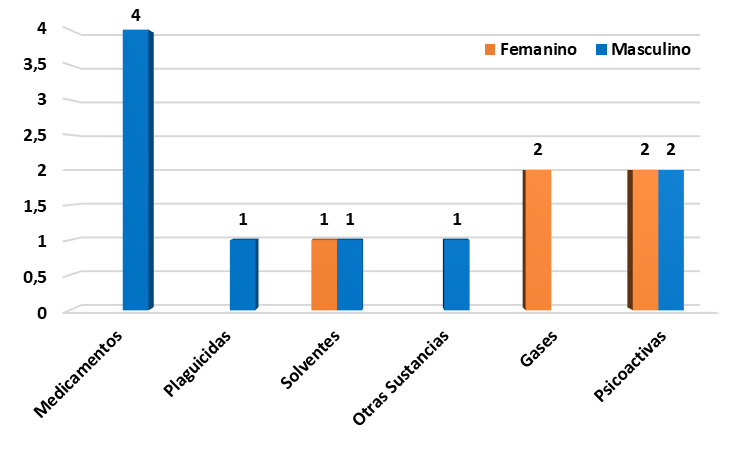 4
3,5
3
2,5
2
1,5
1
0,5
0
Femanino Masculino
4
1
1 1
1
2
2 2
Medicamentos
Plaguicidas
Solventes
Otras Sustancias
Gases
Psicoactivas